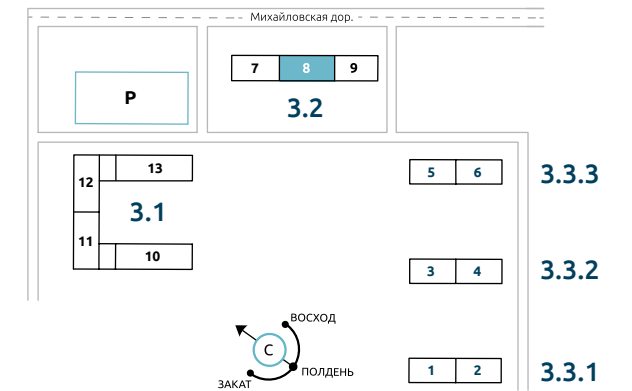 Михайловская дор.
7 8 9
P
3.2
13
12
5 6 3.3.3
3.1
11
10
3 4 3.3.2
ВОСХОД
С
ПОЛДЕНЬ
ЗАКАТ
1 2 3.3.1